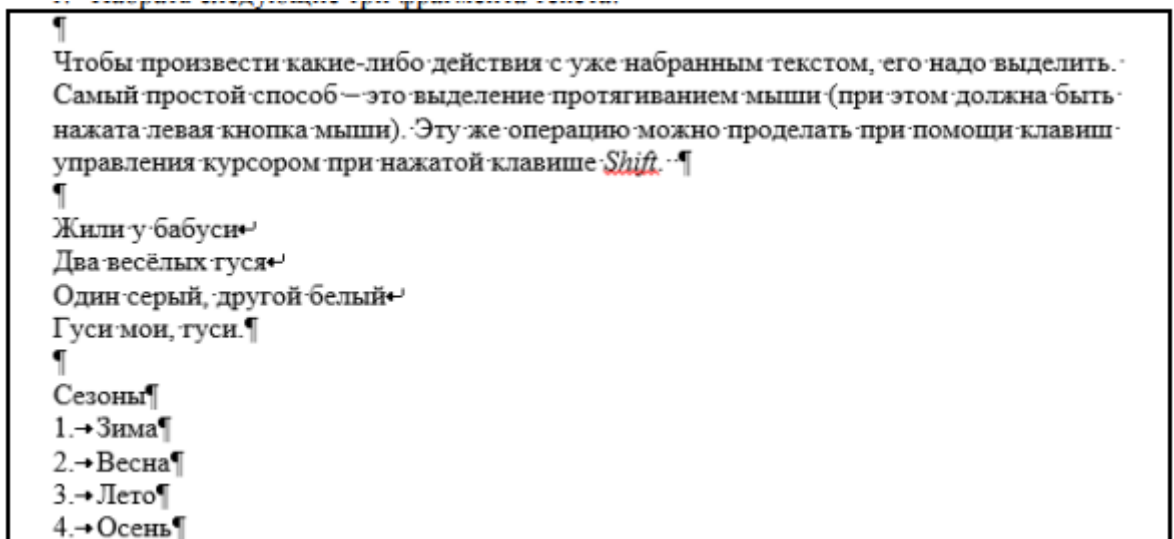 ¶
Чтобы произвести какие-либо действия с уже набранным текстом, его надо выделить.
Самый простой способ — это выделение протягиванием мыши (при этом должна быть
нажата левая кнопка мыши). Эту же операцию можно проделать при помощи клавиш
управления курсором при нажатой клавише Shift. ¶
¶
Жили у бабуси↵
Два весёлых гуся↵
Один серый, другой белый↵
Гуси мои, гуси.¶
¶
Сезоны¶
1.→Зима¶
2.→Весна¶
3.→Лето¶
4.→Осень¶